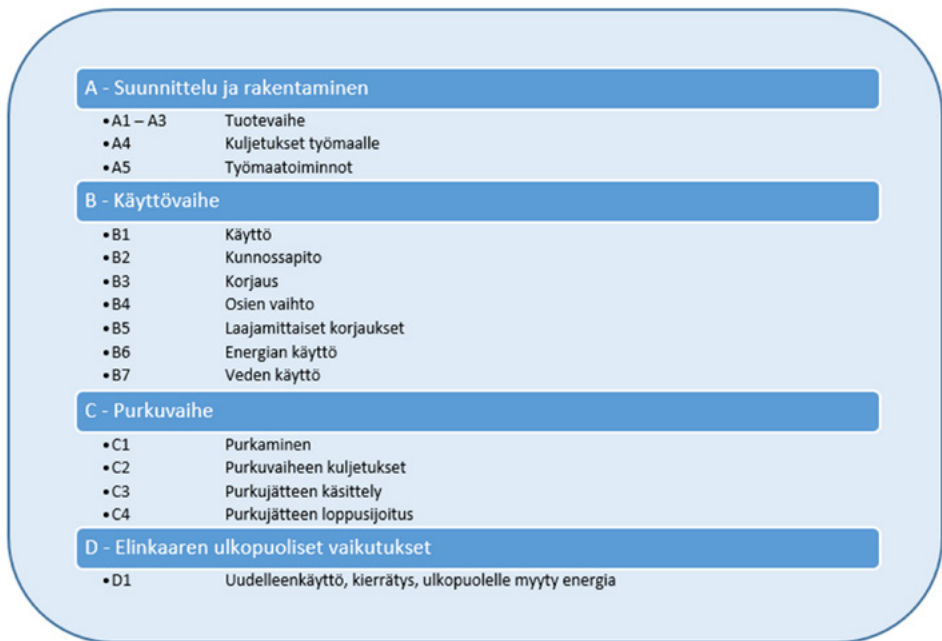 A - Suunnittelu ja rakentaminen
•A1 – A3 Tuotevaihe
•A4 Kuljetukset työmaalle
•A5 Työmaatoiminnot
B - Käyttövaihe
•B1 Käyttö
•B2 Kunnossapito
•B3 Korjaus
•B4 Osien vaihto
•B5 Laajamittaiset korjaukset
•B6 Energian käyttö
•B7 Veden käyttö
C - Purkuvaihe
•C1 Purkaminen
•C2 Purkuvaiheen kuljetukset
•C3 Purkujätteen käsittely
•C4 Purkujätteen loppusijoitus
D - Elinkaaren ulkopuoliset vaikutukset
•D1 Uudelleenkäyttö, kierrätys, ulkopuolelle myyty energia